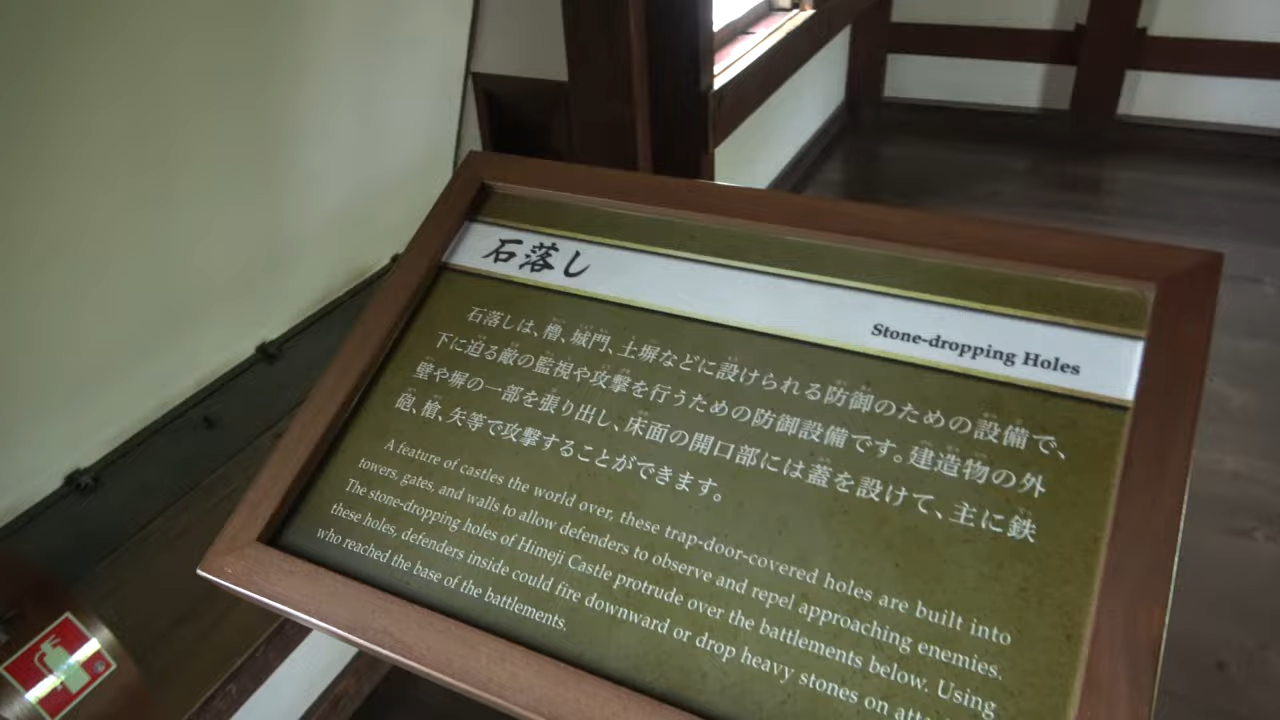 石落し
Stone-dropping Holes
石落しは、櫓、城門、土塀などに設けられる防御のための設備で、
下に迫る敵の監視や攻撃を行うための防御設備です。建造物の外
壁や塀の一部を張り出し、床面の開口部には蓋を設けて、主に鉄
砲、槍、矢等で攻撃することができます。
A feature of castles the world over, these trap-door-covered holes are built into
towers, gates, and walls to allow defenders to observe and repel approaching enemies.
The stone-dropping holes of Himeji Castle protrude over the battlements below. Using
these holes, defenders inside could fire downward or drop heavy stones on
who reached the base of the battlements.